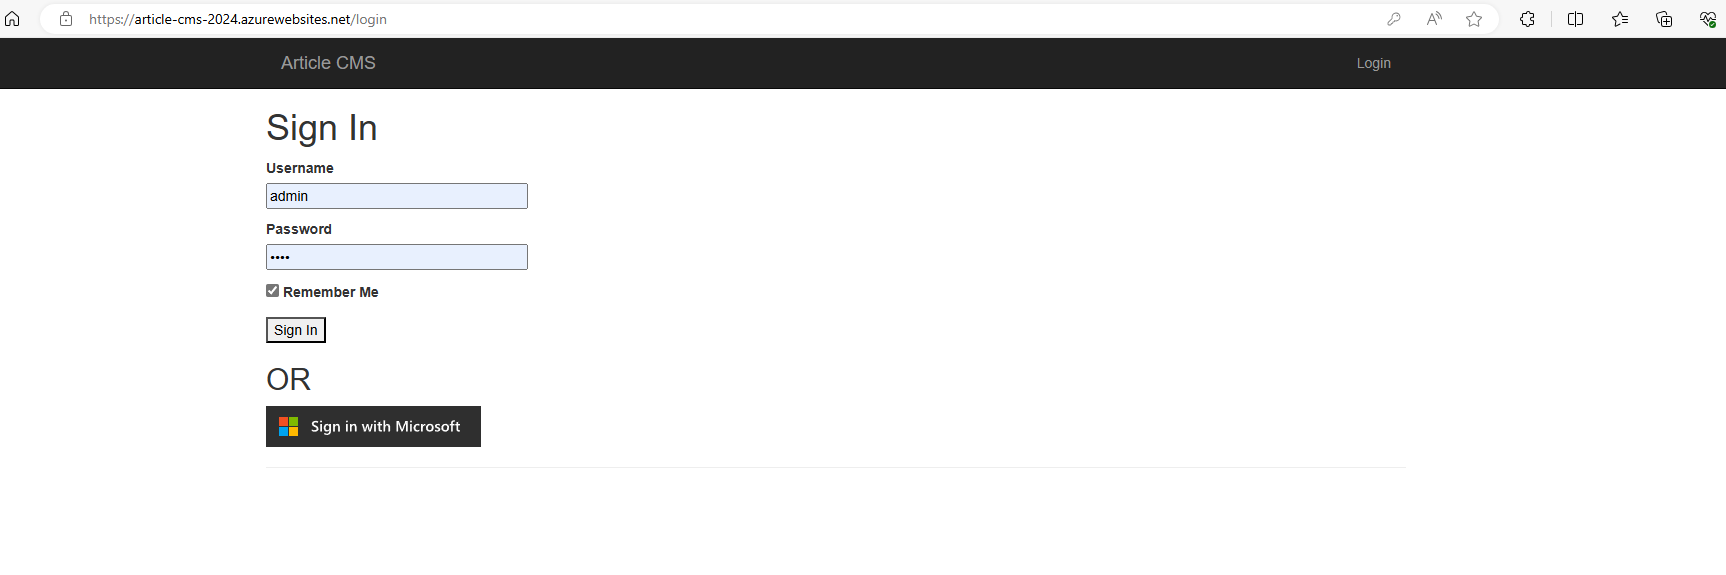 https://article-cms-2024.azurewebsites.net/login
Article CMS Login
Sign In
Username
admin
Password
••••
Remember Me
Sign In
OR
Sign in with Microsoft